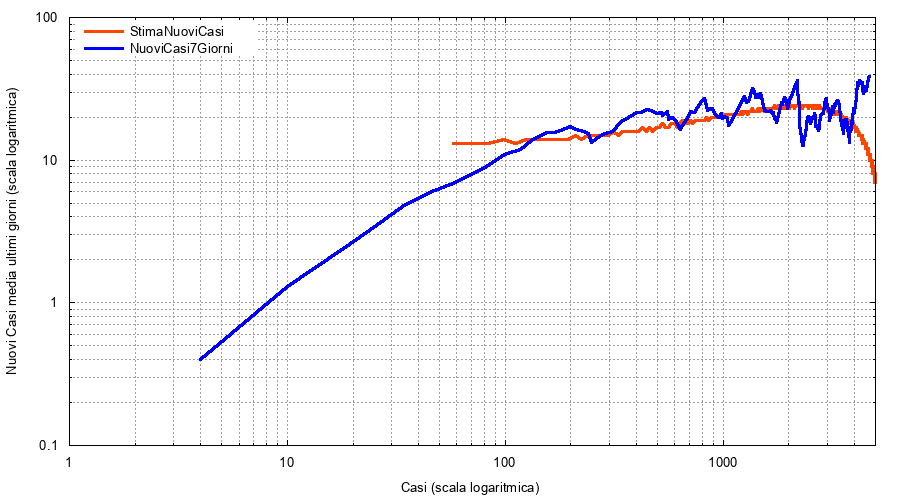 100
StimaNuoviCasi
NuoviCasi7Giorni
10
1
0.1
Nuovi Casi media ultimi giorni (scala logaritmica)
1 10 100 1000
Casi (scala logaritmica)